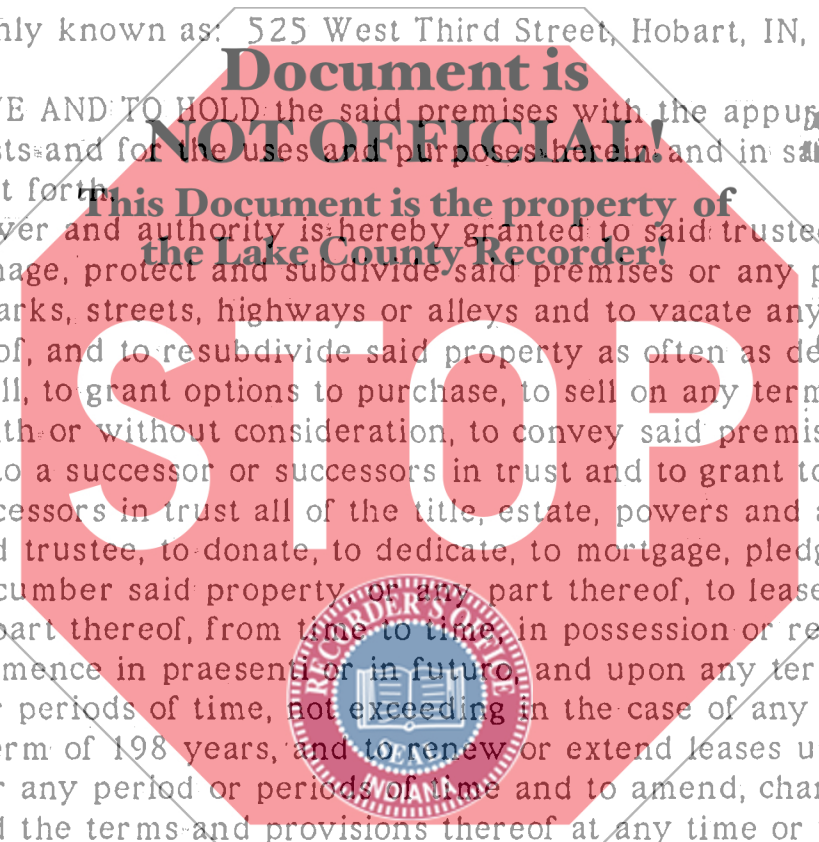 nly known as: 525 West Third Street, Hobart, IN,
Document is
E AND TO HOLD the said premises with the appur
NOT OFFICIAL!
sts and for the uses and purposes herein and in sa
t forth.
This Document is the property of
wer and authority is hereby granted to said trustee
the Lake County Recorder!
nage, protect and subdivide said premises or any p
arks, streets, highways or alleys and to vacate any
of, and to resubdivide said property as often as de
ll, to grant options to purchase, to sell on any term
th or without consideration, to convey said premis
STOP
o a successor or successors in trust and to grant to
cessors in trust all of the title, estate, powers and a
d trustee, to donate, to dedicate, to mortgage, pledg
cumber said property, or any part thereof, to lease
part thereof, from time to time, in possession or re
RECORDER'S OFFICE
mence in praesenti or in futuro, and upon any ter
r periods of time, not exceeding in the case of any
SEAL
erm of 198 years, and to renew or extend leases u
INDIANA
r any period or periods of time and to amend, chan
d the terms and provisions thereof at any time or